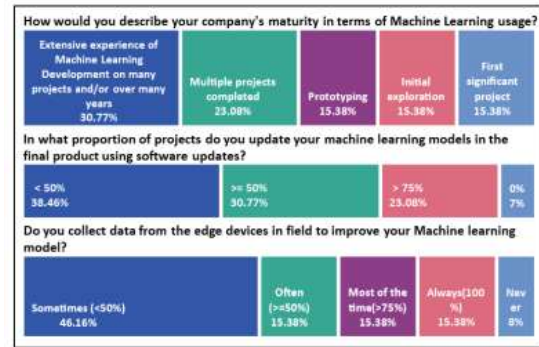 How would you describe your company's maturity in terms of Machine Learning usage?
Extensive experience of
Machine Learning
Development on many
projects and/or over many
years
30.77%
Multiple projects
completed
23.08%
Prototyping
15.38%
Initial
exploration
15.38%
First
significant
project
15.38%
In what proportion of projects do you update your machine learning models in the
final product using software updates?
< 50%
38.46%
>= 50%
30.77%
> 75%
23.08%
0%
7%
Do you collect data from the edge devices in field to improve your Machine learning
model?
Sometimes (<50%)
46.16%
Often
(>=50%)
15.38%
Most of the
time(>75%)
15.38%
Always(100
%)
15.38%
Nev
er
8%